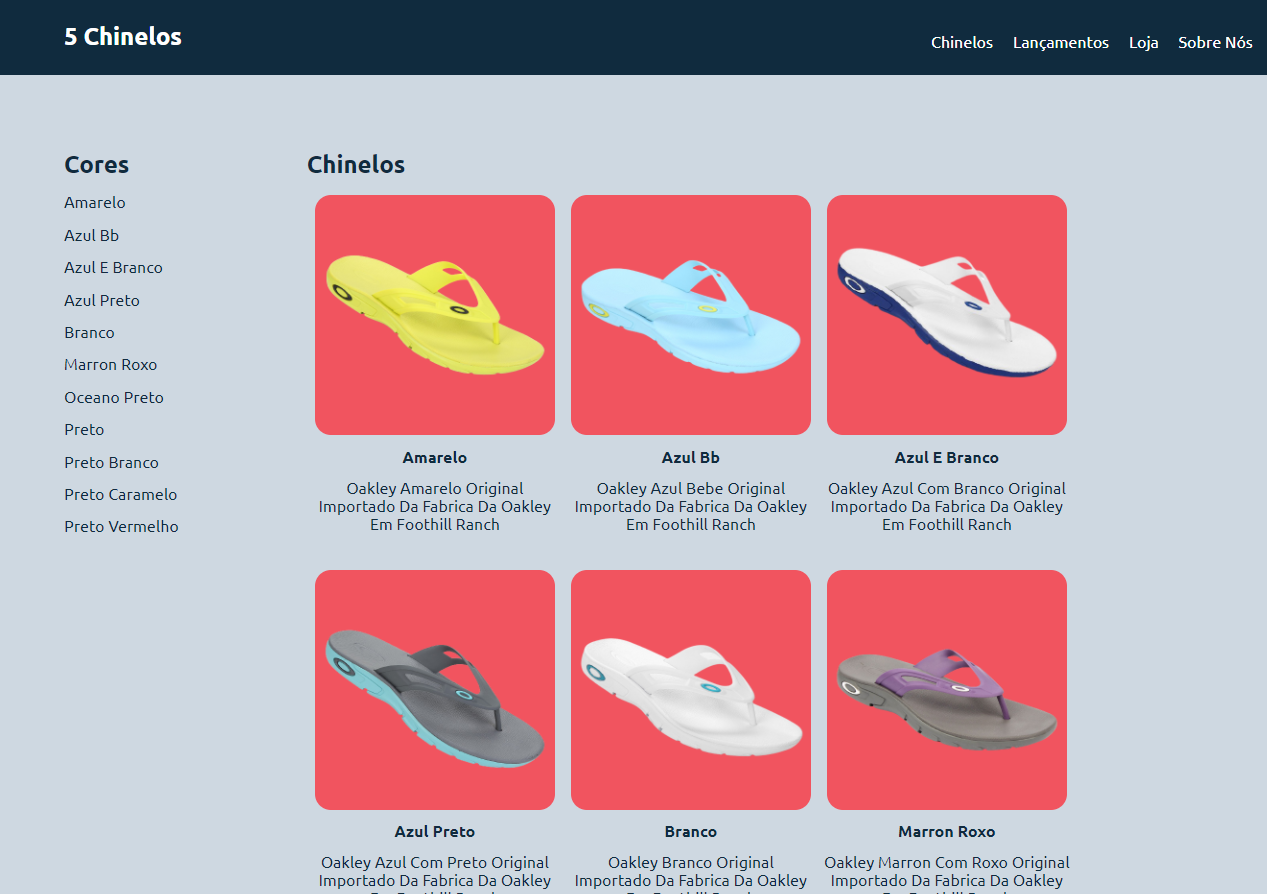 5 Chinelos
Chinelos Lançamentos Loja Sobre Nós
Cores
Amarelo
Azul Bb
Azul E Branco
Azul Preto
Branco
Marron Roxo
Oceano Preto
Preto
Preto Branco
Preto Caramelo
Preto Vermelho
Chinelos
Amarelo
Oakley Amarelo Original
Importado Da Fabrica Da Oakley
Em Foothill Ranch
Azul Bb
Oakley Azul Bebe Original
Importado Da Fabrica Da Oakley
Em Foothill Ranch
Azul E Branco
Oakley Azul Com Branco Original
Importado Da Fabrica Da Oakley
Em Foothill Ranch
Azul Preto
Oakley Azul Com Preto Original
Importado Da Fabrica Da Oakley
Branco
Oakley Branco Original
Importado Da Fabrica Da Oakley
Marron Roxo
Oakley Marron Com Roxo Original
Importado Da Fabrica Da Oakley